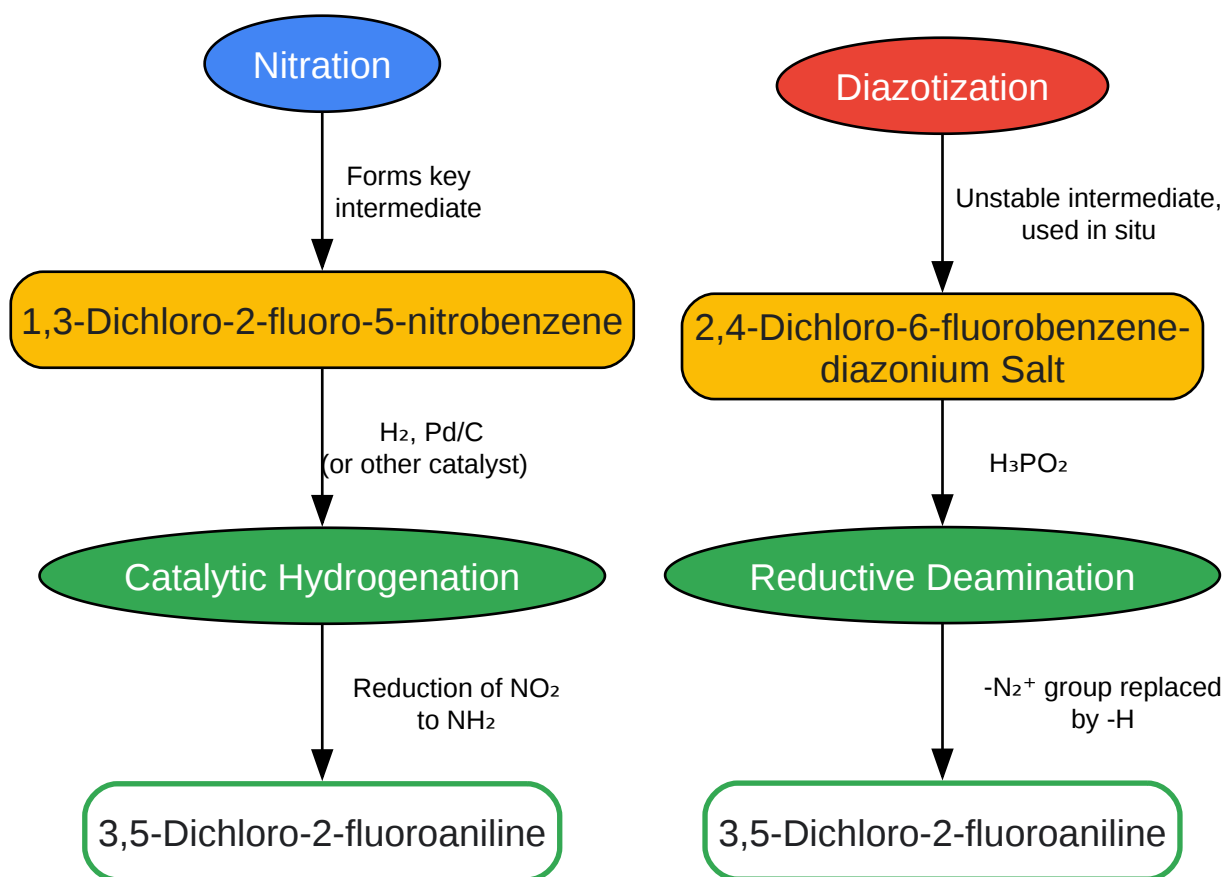 Nitration
Forms key
intermediate
1,3-Dichloro-2-fluoro-5-nitrobenzene
H₂, Pd/C
(or other catalyst)
Catalytic Hydrogenation
Reduction of NO₂
to NH₂
3,5-Dichloro-2-fluoroaniline
Diazotization
Unstable intermediate,
used in situ
2,4-Dichloro-6-fluorobenzene-
diazonium Salt
H₃PO₂
Reductive Deamination
-N₂⁺ group replaced
by -H
3,5-Dichloro-2-fluoroaniline